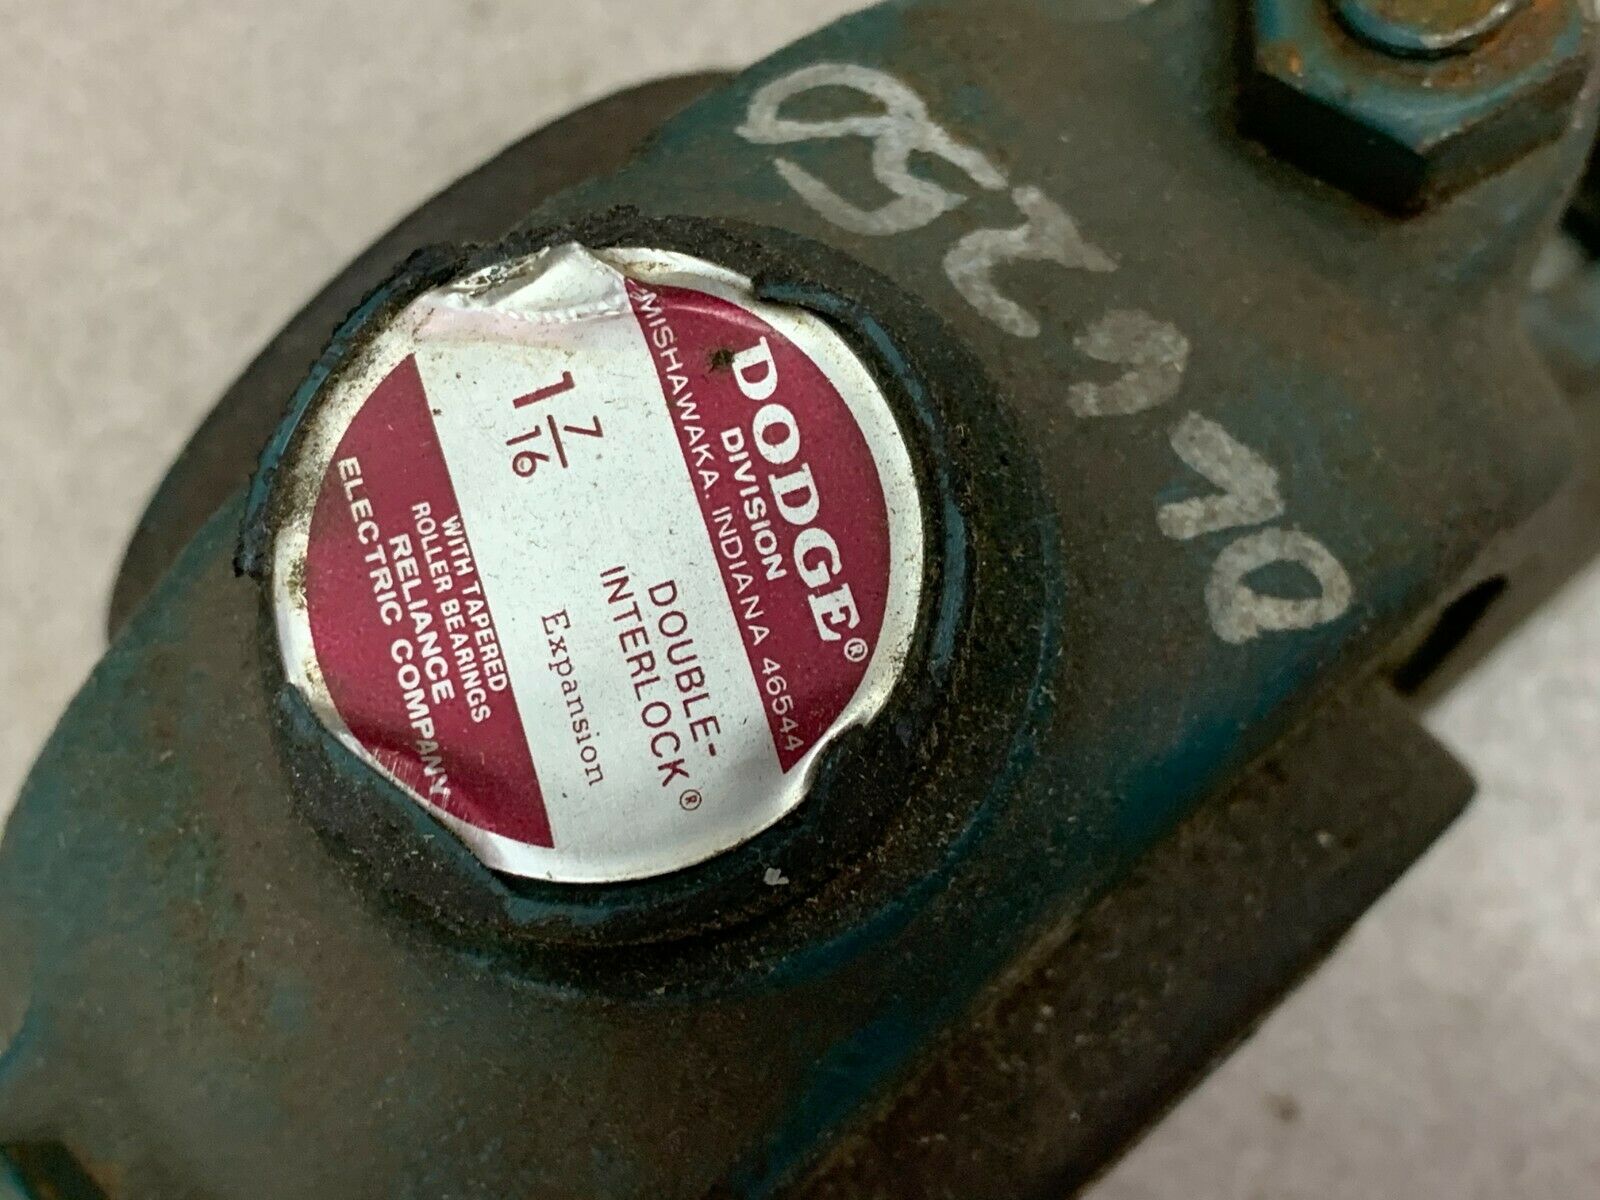 DODGE®
DIVISION
MISHAWAKA. INDIANA 46544
1 7/16
DOUBLE-
INTERLOCK®
Expansion
WITH TAPERED
ROLLER BEARINGS
RELIANCE
ELECTRIC COMPANY